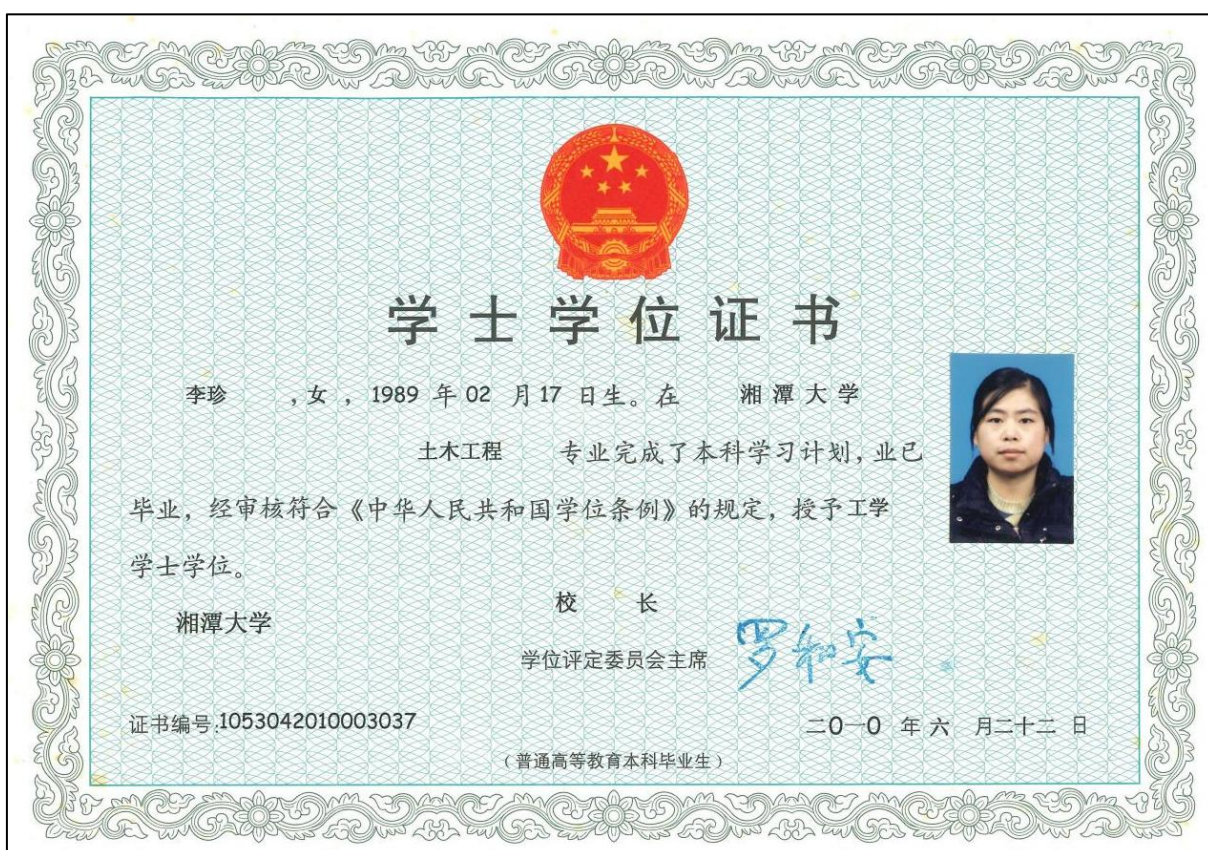 学士学位证书
李珍 ,女 , 1989 年 02 月 17 日生。在 湘潭大学
土木工程 专业完成了本科学习计划,业已
毕业,经审核符合《中华人民共和国学位条例》的规定,授予工学
学士学位。
湘潭大学
校 长
学位评定委员会主席 罗和安
证书编号:1053042010003037
二0一0 年 六 月二十二 日
(普通高等教育本科毕业生)